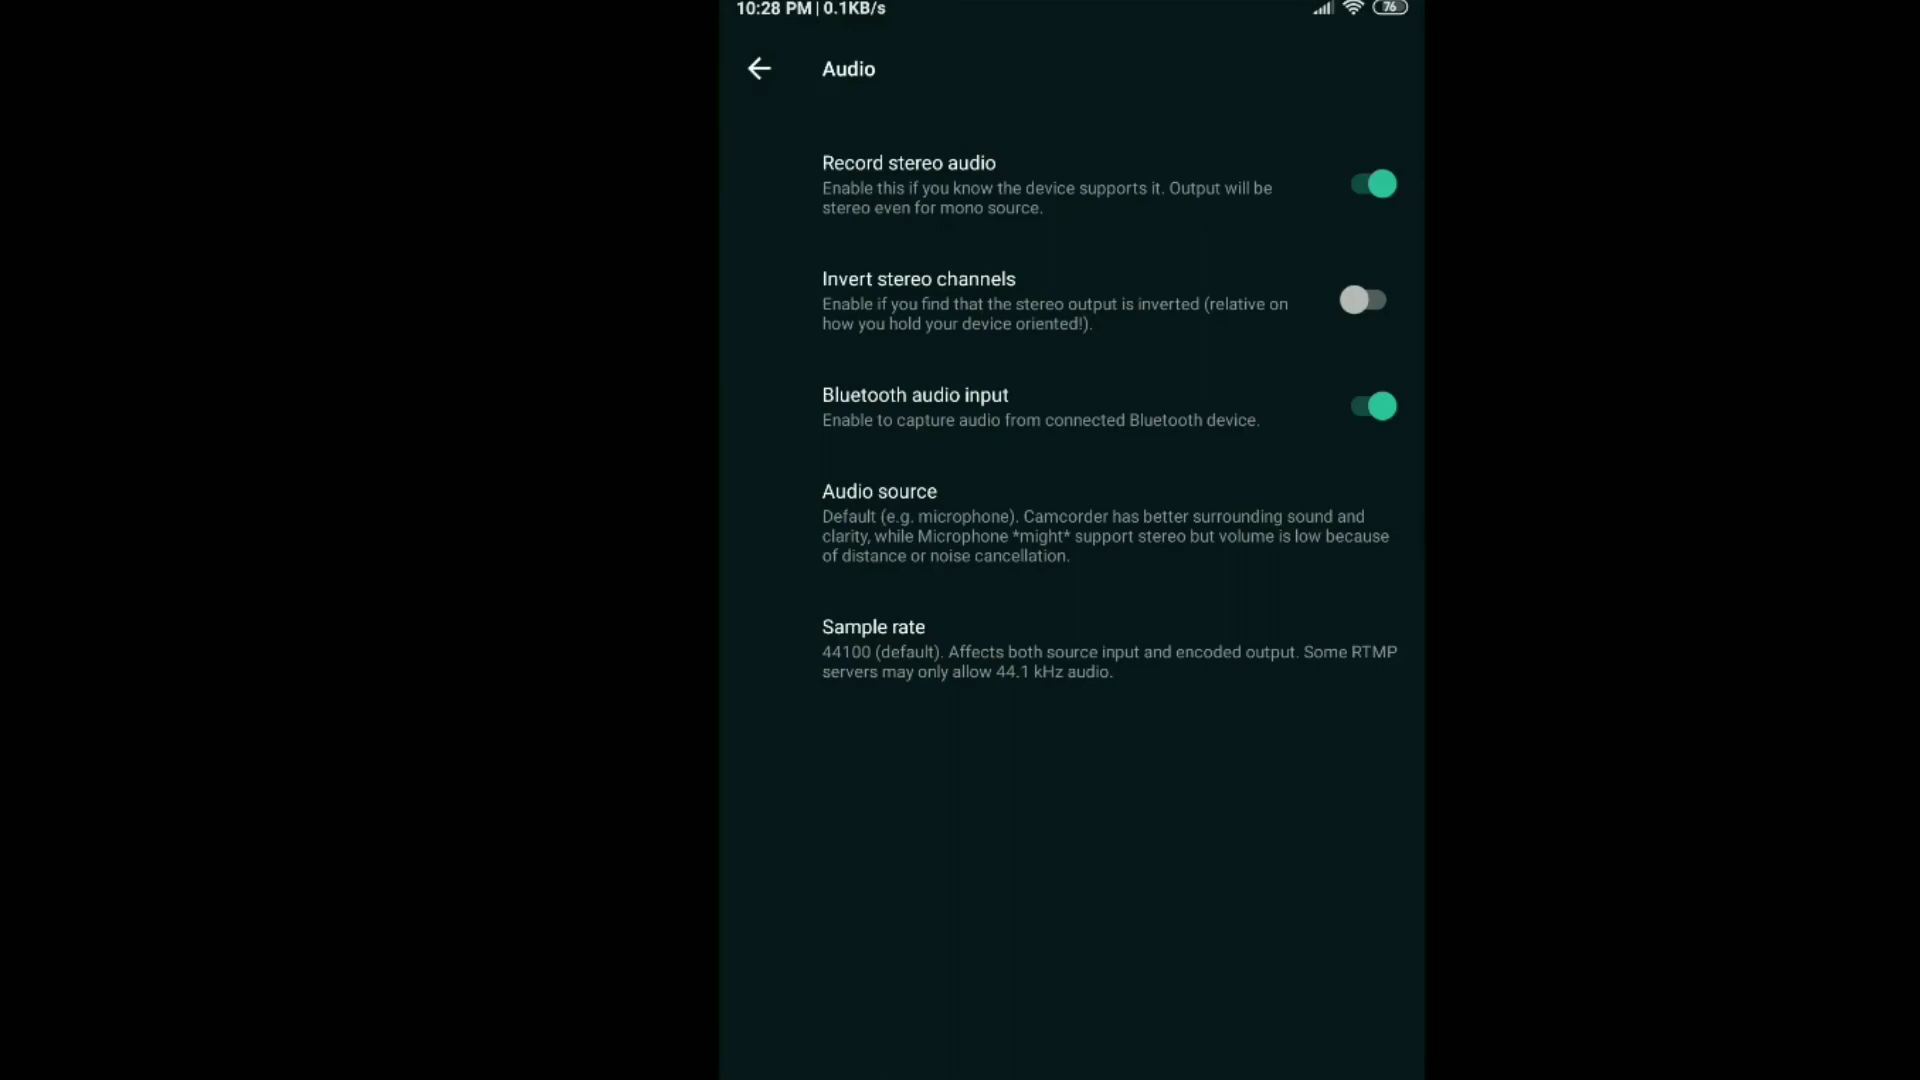 10:28 PM | 0.1KB/s
76
Audio
Record stereo audio
Enable this if you know the device supports it. Output will be
stereo even for mono source.
Invert stereo channels
Enable if you find that the stereo output is inverted (relative on
how you hold your device oriented!).
Bluetooth audio input
Enable to capture audio from connected Bluetooth device.
Audio source
Default (e.g. microphone). Camcorder has better surrounding sound and
clarity, while Microphone *might* support stereo but volume is low because
of distance or noise cancellation.
Sample rate
44100 (default). Affects both source input and encoded output. Some RTMP
servers may only allow 44.1 kHz audio.